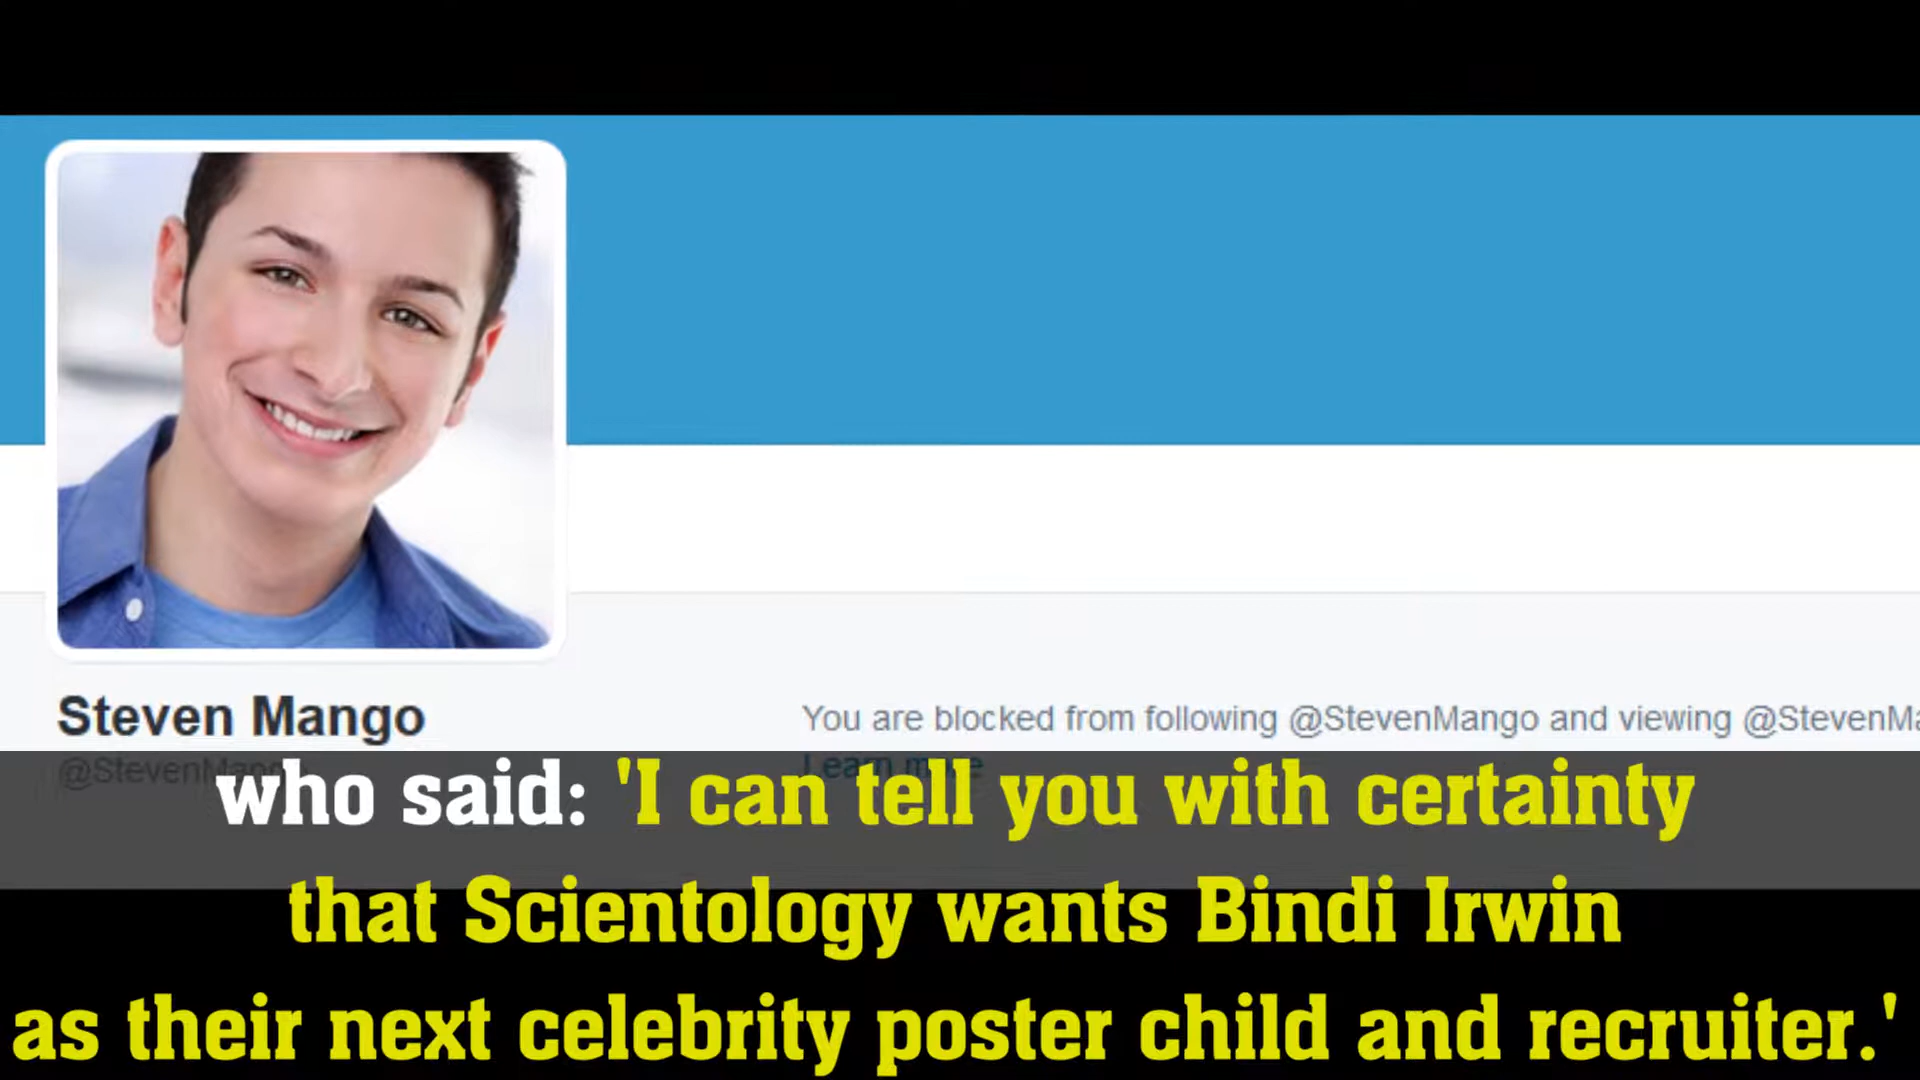 Steven Mango
You are blocked from following @StevenMango and viewing @StevenMa
@StevenMango
Learn more
who said: 'I can tell you with certainty
that Scientology wants Bindi Irwin
as their next celebrity poster child and recruiter.'